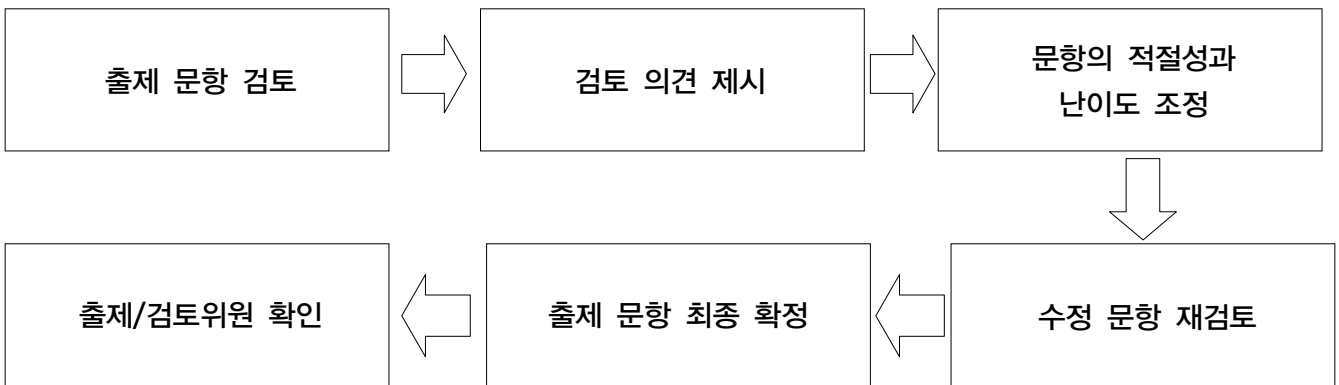 출제 문항 검토
검토 의견 제시
문항의 적절성과
난이도 조정
수정 문항 재검토
출제 문항 최종 확정
출제/검토위원 확인